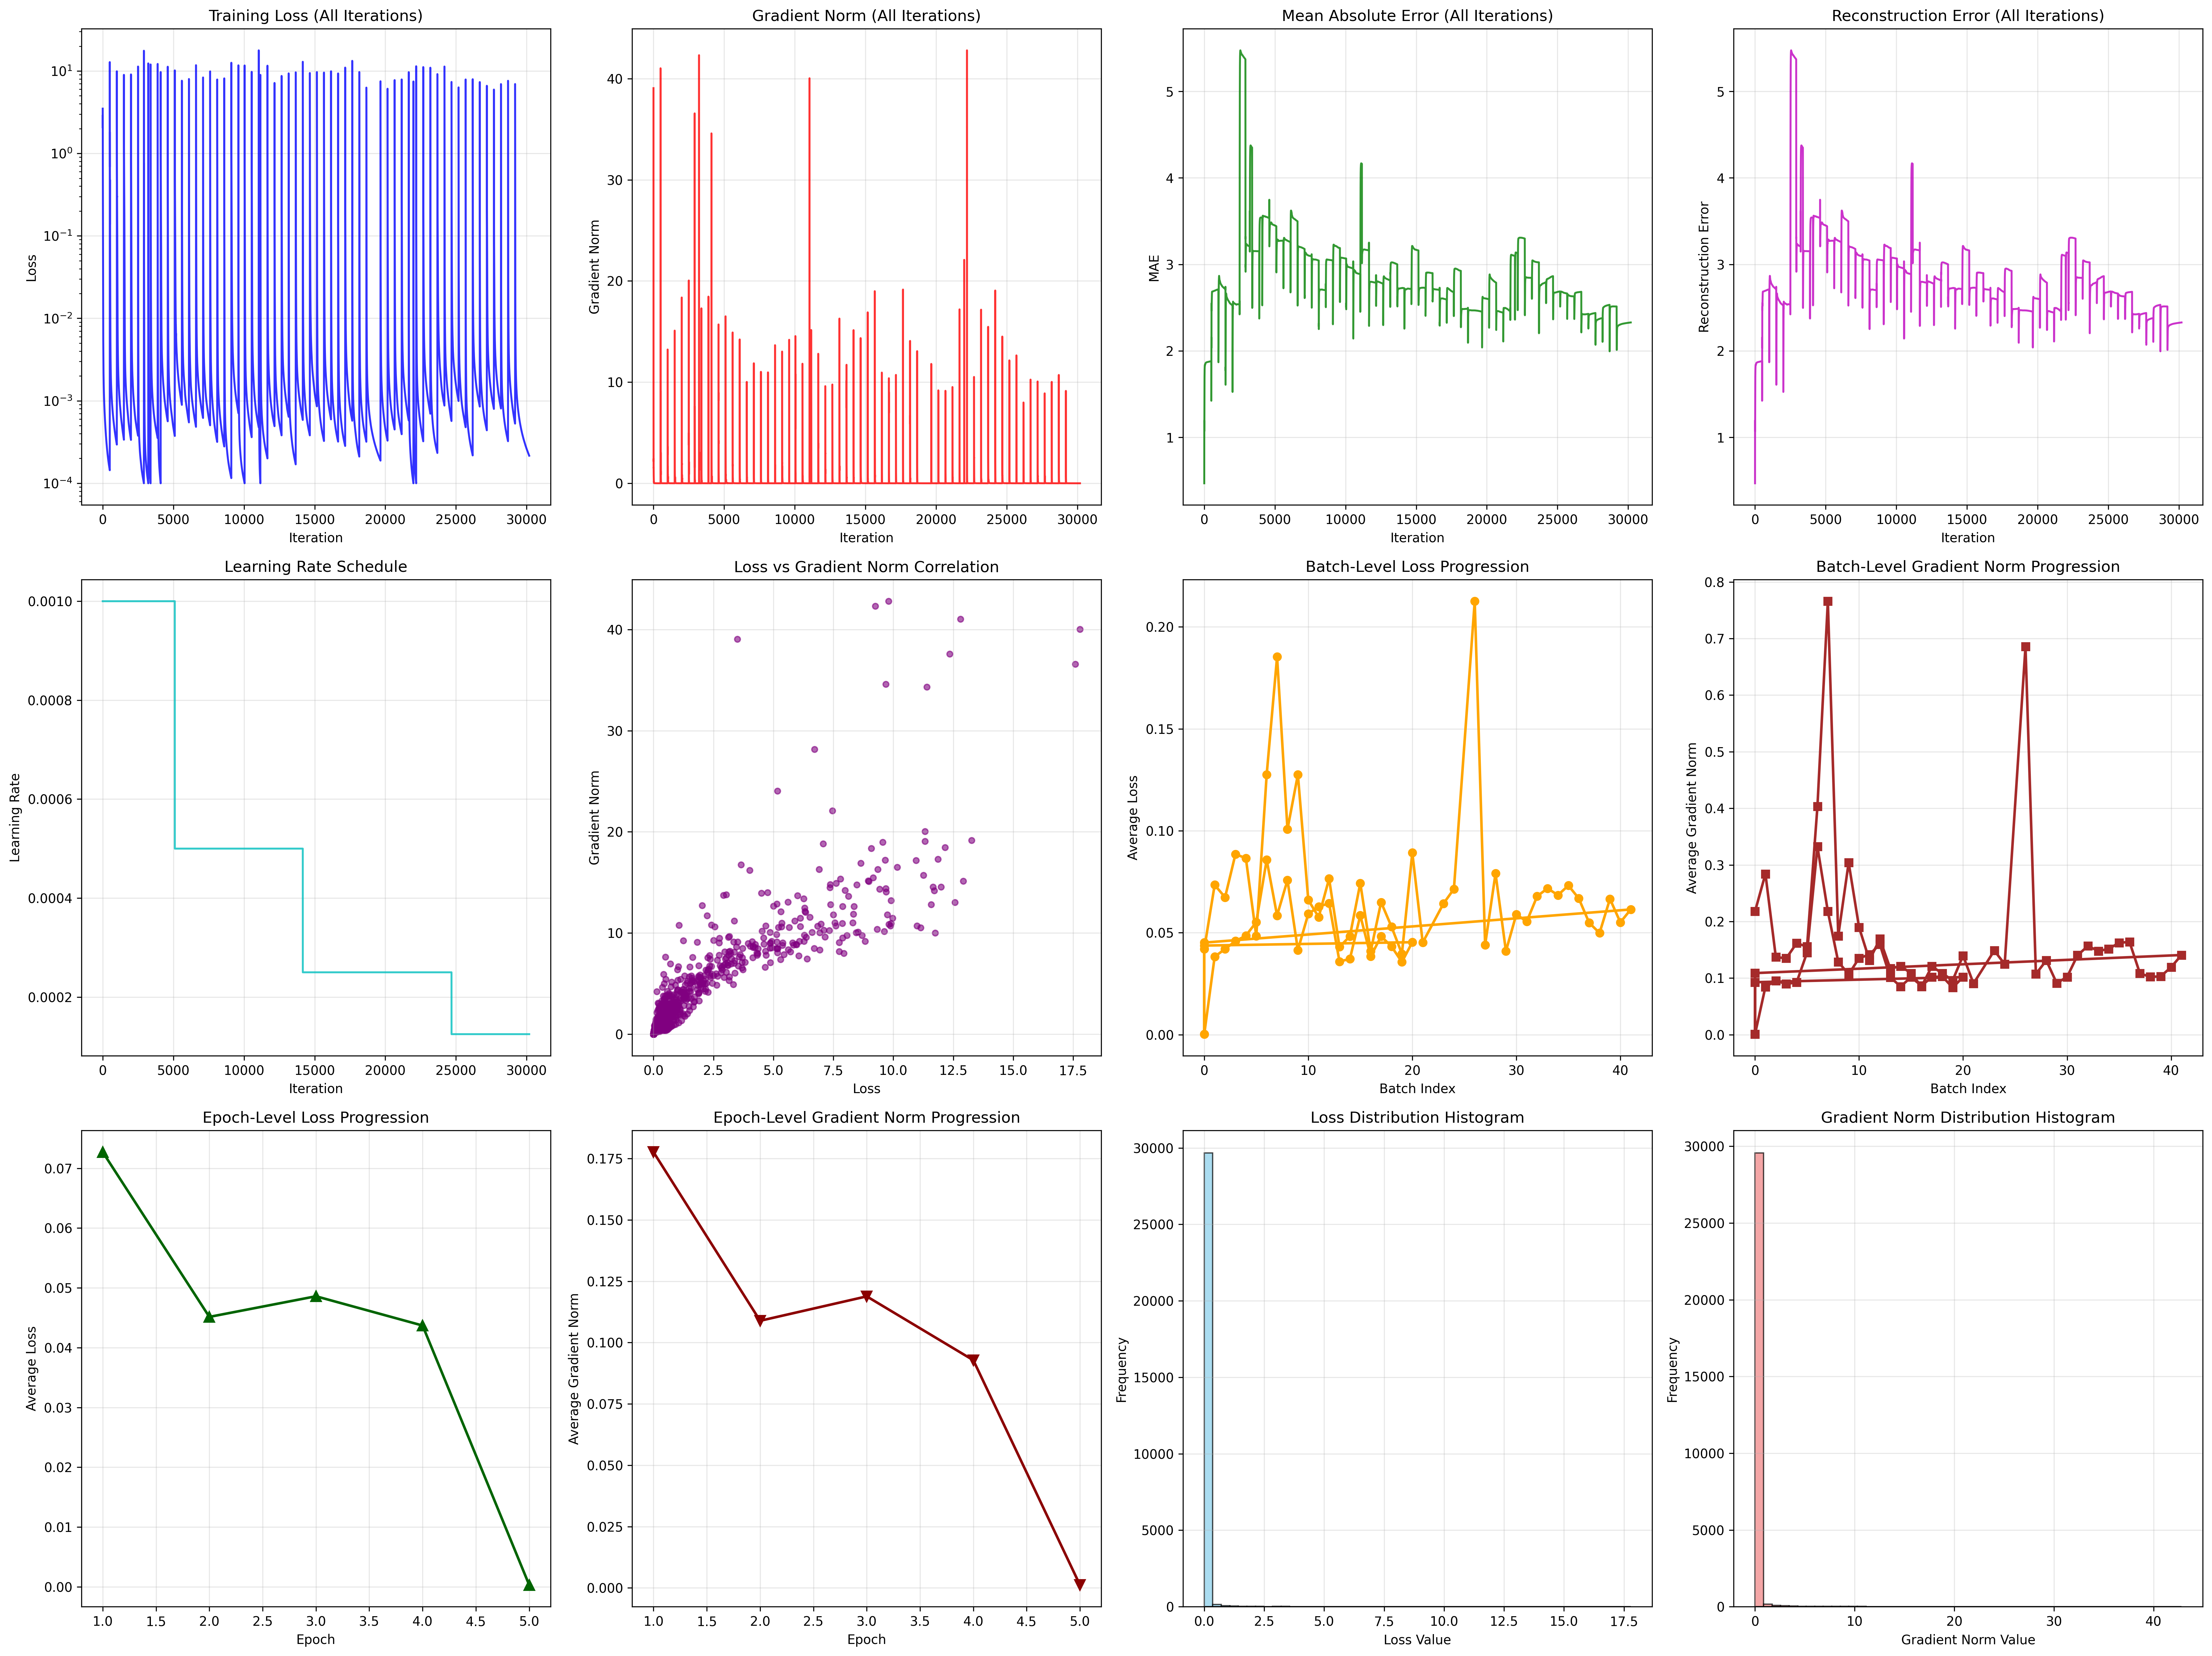 Training Loss (All Iterations)
Loss
10¹
10⁰
10⁻¹
10⁻²
10⁻³
10⁻⁴
0 5000 10000 15000 20000 25000 30000
Iteration
Gradient Norm (All Iterations)
Gradient Norm
40
30
20
10
0
0 5000 10000 15000 20000 25000 30000
Iteration
Mean Absolute Error (All Iterations)
MAE
5
4
3
2
1
0 5000 10000 15000 20000 25000 30000
Iteration
Reconstruction Error (All Iterations)
Reconstruction Error
5
4
3
2
1
0 5000 10000 15000 20000 25000 30000
Iteration
Learning Rate Schedule
Learning Rate
0.0010
0.0008
0.0006
0.0004
0.0002
0 5000 10000 15000 20000 25000 30000
Iteration
Loss vs Gradient Norm Correlation
Gradient Norm
40
30
20
10
0
0.0 2.5 5.0 7.5 10.0 12.5 15.0 17.5
Loss
Batch-Level Loss Progression
Average Loss
0.20
0.15
0.10
0.05
0.00
0 10 20 30 40
Batch Index
Batch-Level Gradient Norm Progression
Average Gradient Norm
0.8
0.7
0.6
0.5
0.4
0.3
0.2
0.1
0.0
0 10 20 30 40
Batch Index
Epoch-Level Loss Progression
Average Loss
0.07
0.06
0.05
0.04
0.03
0.02
0.01
0.00
1.0 1.5 2.0 2.5 3.0 3.5 4.0 4.5 5.0
Epoch
Epoch-Level Gradient Norm Progression
Average Gradient Norm
0.175
0.150
0.125
0.100
0.075
0.050
0.025
0.000
1.0 1.5 2.0 2.5 3.0 3.5 4.0 4.5 5.0
Epoch
Loss Distribution Histogram
Frequency
30000
25000
20000
15000
10000
5000
0
0.0 2.5 5.0 7.5 10.0 12.5 15.0 17.5
Loss Value
Gradient Norm Distribution Histogram
Frequency
30000
25000
20000
15000
10000
5000
0
0 10 20 30 40
Gradient Norm Value